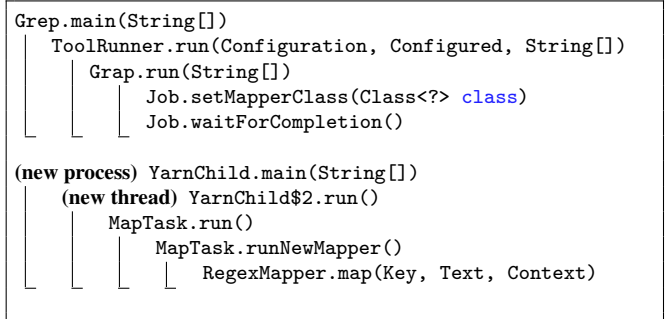 Grep.main(String[])
ToolRunner.run(Configuration, Configured, String[])
Grap.run(String[])
Job.setMapperClass(Class<?> class)
Job.waitForCompletion()
(new process) YarnChild.main(String[])
(new thread) YarnChild$2.run()
MapTask.run()
MapTask.runNewMapper()
RegexMapper.map(Key, Text, Context)